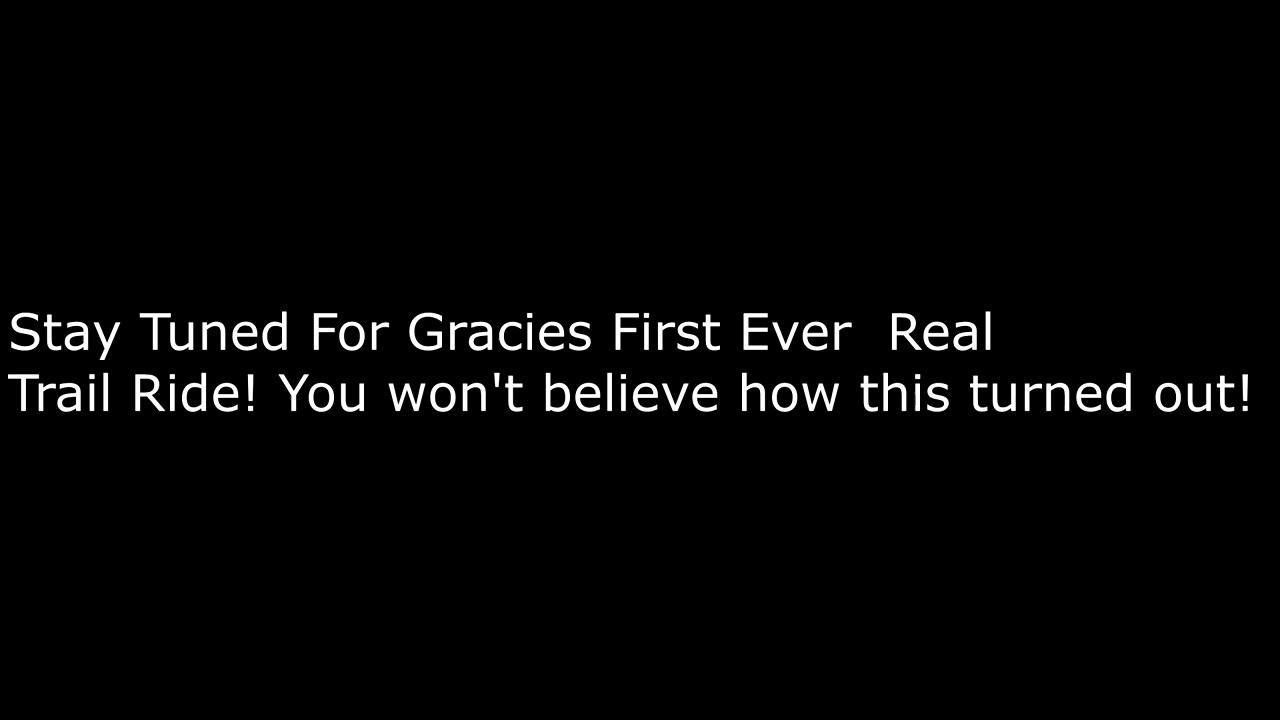 Stay Tuned For Gracies First Ever  Real
Trail Ride! You won't believe how this turned out!